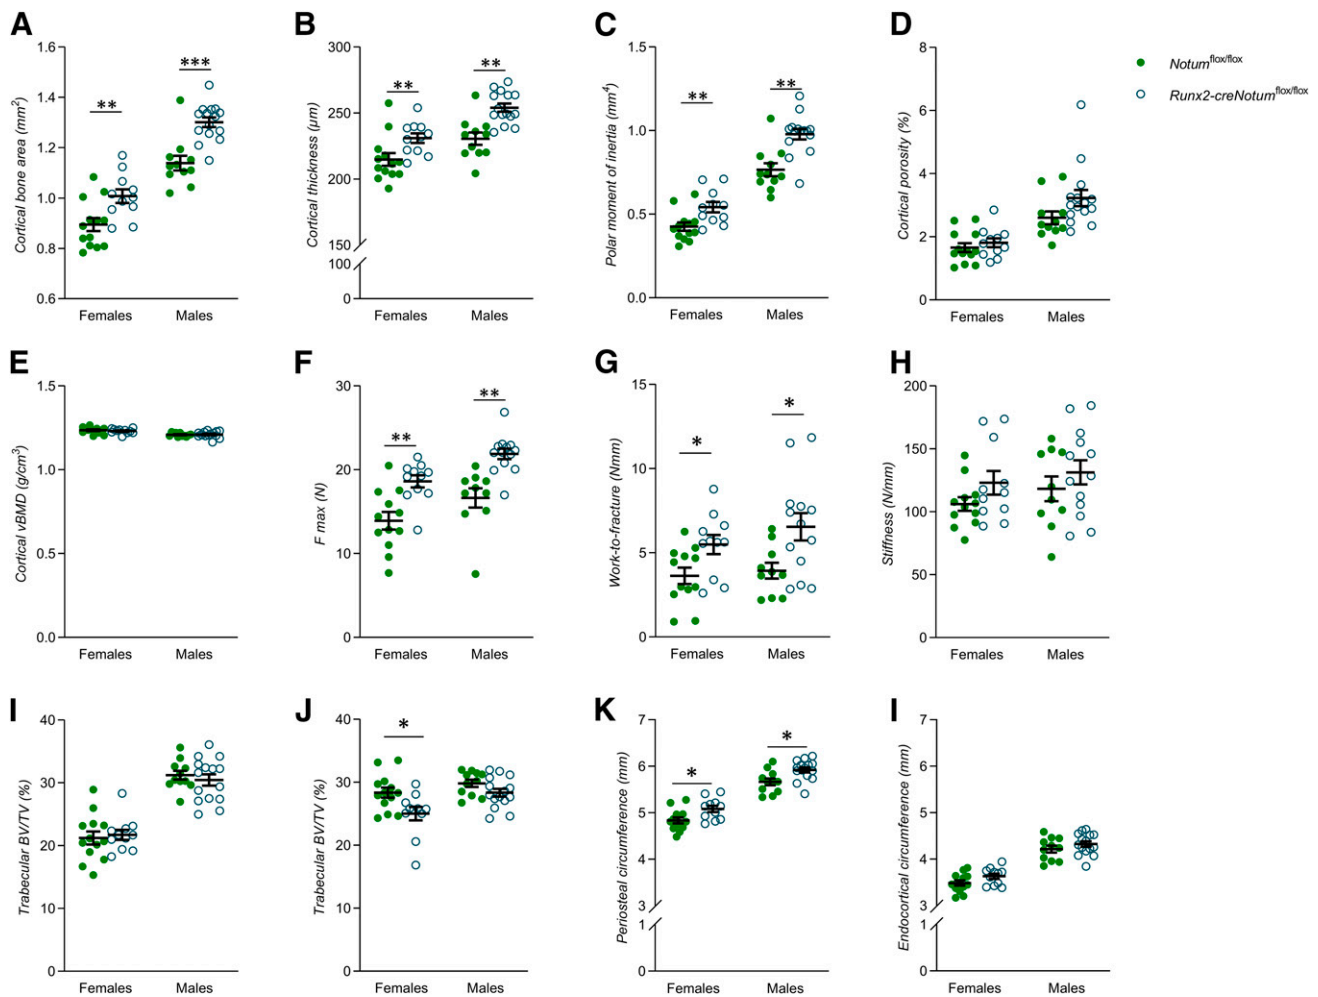 A
1.6
1.4
1.2
1.0
0.8
0.6
Cortical bone area (mm²)
**
***
Females
Males
B
300
250
200
150
100
0
Cortical thickness (μm)
**
**
Females
Males
C
1.5
1.0
0.5
0.0
Polar moment of inertia (mm⁴)
**
**
Females
Males
D
8
6
4
2
0
Cortical porosity (%)
Females
Males
Notum^flox/flox
Runx2-creNotum^flox/flox
E
1.5
1.0
0.5
0.0
Cortical vBMD (g/cm³)
Females
Males
F
30
20
10
0
F max (N)
**
**
Females
Males
G
15
10
5
0
Work-to-fracture (Nmm)
*
*
Females
Males
H
200
150
100
50
0
Stiffness (N/mm)
Females
Males
I
40
30
20
10
0
Trabecular BV/TV (%)
Females
Males
J
40
30
20
10
0
Trabecular BV/TV (%)
*
Females
Males
K
7
6
5
4
3
1
0
Periosteal circumference (mm)
*
*
Females
Males
I
7
6
5
4
3
1
0
Endocortical circumference (mm)
Females
Males